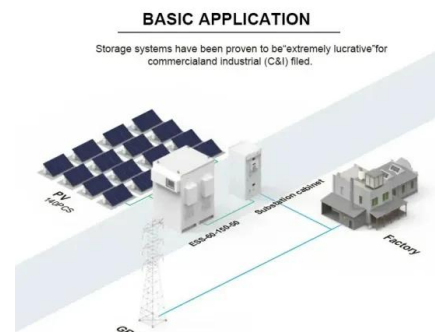 BASIC APPLICATION
Storage systems have been proven to be"extremely lucrative"for
commercialand industrial (C&I) filed.
PV
140PCS
ESS-60-150-50
Substation cabinet
Factory